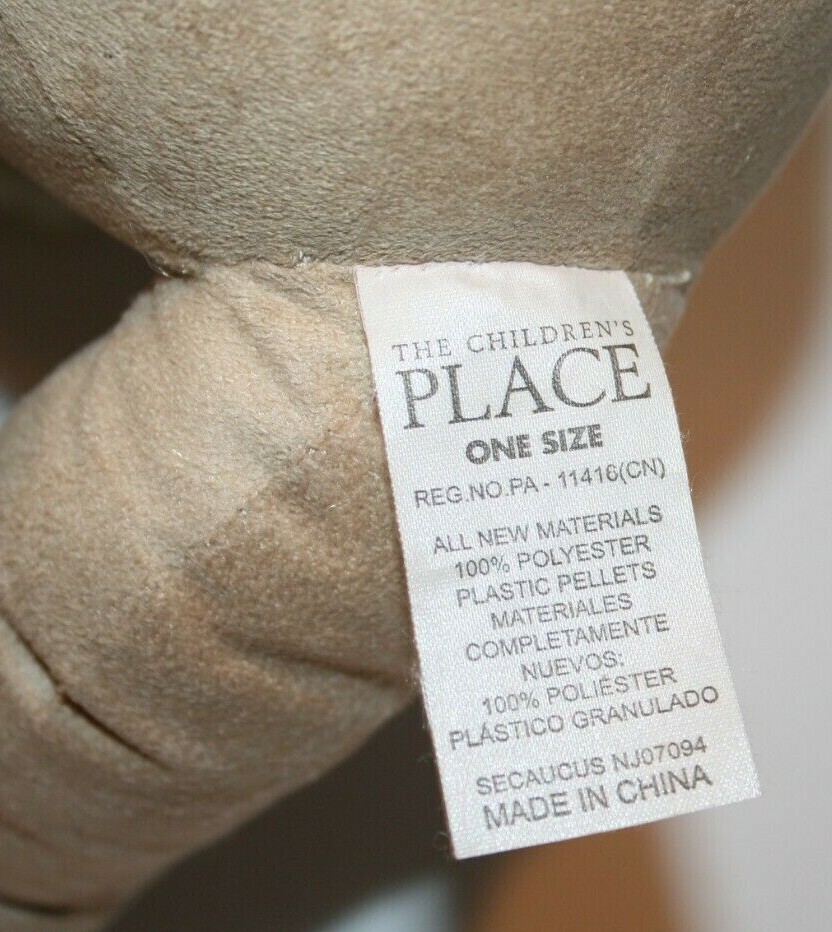 THE CHILDREN'S
PLACE
ONE SIZE
REG.NO.PA - 11416(CN)
ALL NEW MATERIALS
100% POLYESTER
PLASTIC PELLETS
MATERIALES
COMPLETAMENTE
NUEVOS:
100% POLIÉSTER
PLÁSTICO GRANULADO
SECAUCUS NJ07094
MADE IN CHINA